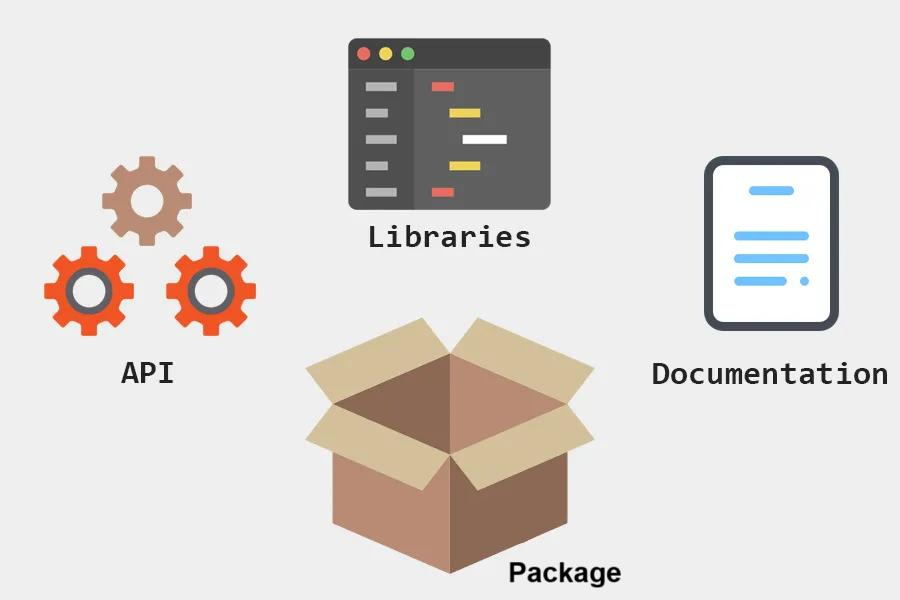 Libraries
API
Documentation
Package